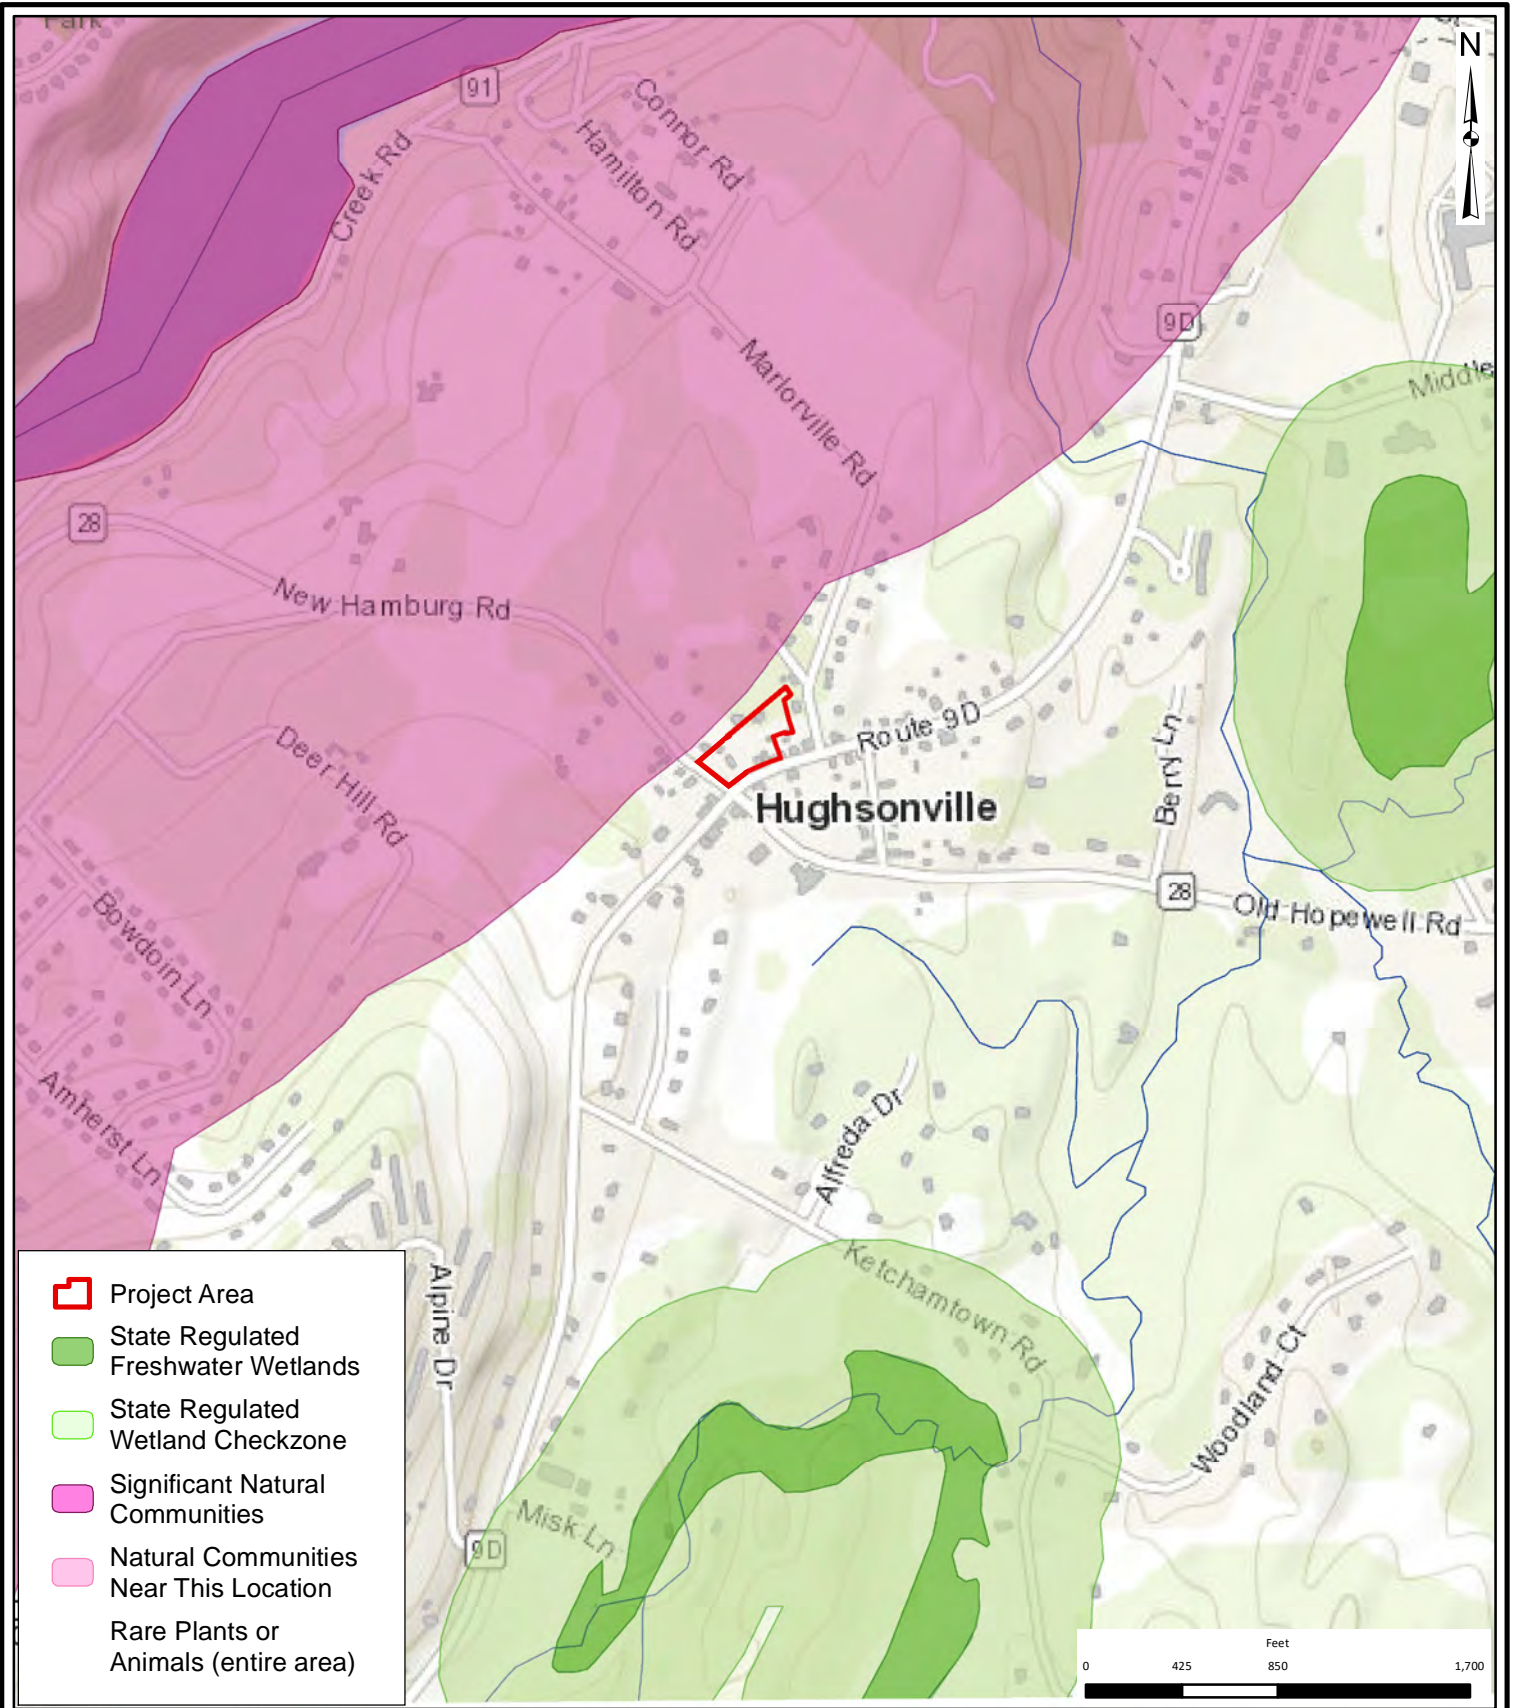 Park
N
91
Connor Rd
Hamilton Rd
Creek Rd
9D
Marlorville Rd
Middle
28
New Hamburg Rd
Route 9D
Deer Hill Rd
Berry Ln
Hughsonville
28
Old Hopewell Rd
Bowdoin Ln
Amherst Ln
Alfreda Dr
Ketchamtown Rd
Alpine Dr
Woodland Ct
Misk Ln
9D
Project Area
State Regulated
Freshwater Wetlands
State Regulated
Wetland Checkzone
Significant Natural
Communities
Natural Communities
Near This Location
Rare Plants or
Animals (entire area)
Feet
0 425 850 1,700